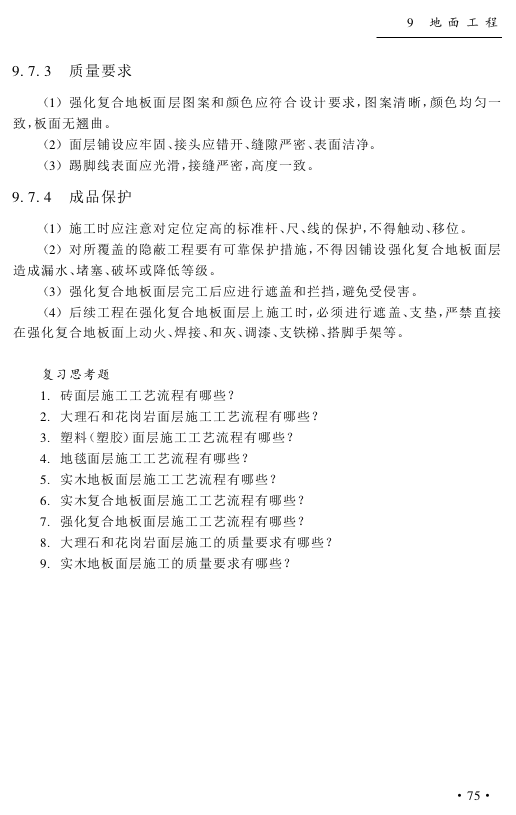 9 地面工程
9.7.3 质量要求
(1) 强化复合地板面层图案和颜色应符合设计要求,图案清晰,颜色均匀一
致,板面无翘曲。
(2) 面层铺设应牢固、接头应错开、缝隙严密、表面洁净。
(3) 踢脚线表面应光滑,接缝严密,高度一致。
9.7.4 成品保护
(1) 施工时应注意对定位定高的标准杆、尺、线的保护,不得触动、移位。
(2) 对所覆盖的隐蔽工程要有可靠保护措施,不得因铺设强化复合地板面层
造成漏水、堵塞、破坏或降低等级。
(3) 强化复合地板面层完工后应进行遮盖和拦挡,避免受侵害。
(4) 后续工程在强化复合地板面层上施工时,必须进行遮盖、支垫,严禁直接
在强化复合地板面上动火、焊接、和灰、调漆、支铁梯、搭脚手架等。
复习思考题
1. 砖面层施工工艺流程有哪些?
2. 大理石和花岗岩面层施工工艺流程有哪些?
3. 塑料(塑胶)面层施工工艺流程有哪些?
4. 地毯面层施工工艺流程有哪些?
5. 实木地板面层施工工艺流程有哪些?
6. 实木复合地板面层施工工艺流程有哪些?
7. 强化复合地板面层施工工艺流程有哪些?
8. 大理石和花岗岩面层施工的质量要求有哪些?
9. 实木地板面层施工的质量要求有哪些?
·75·